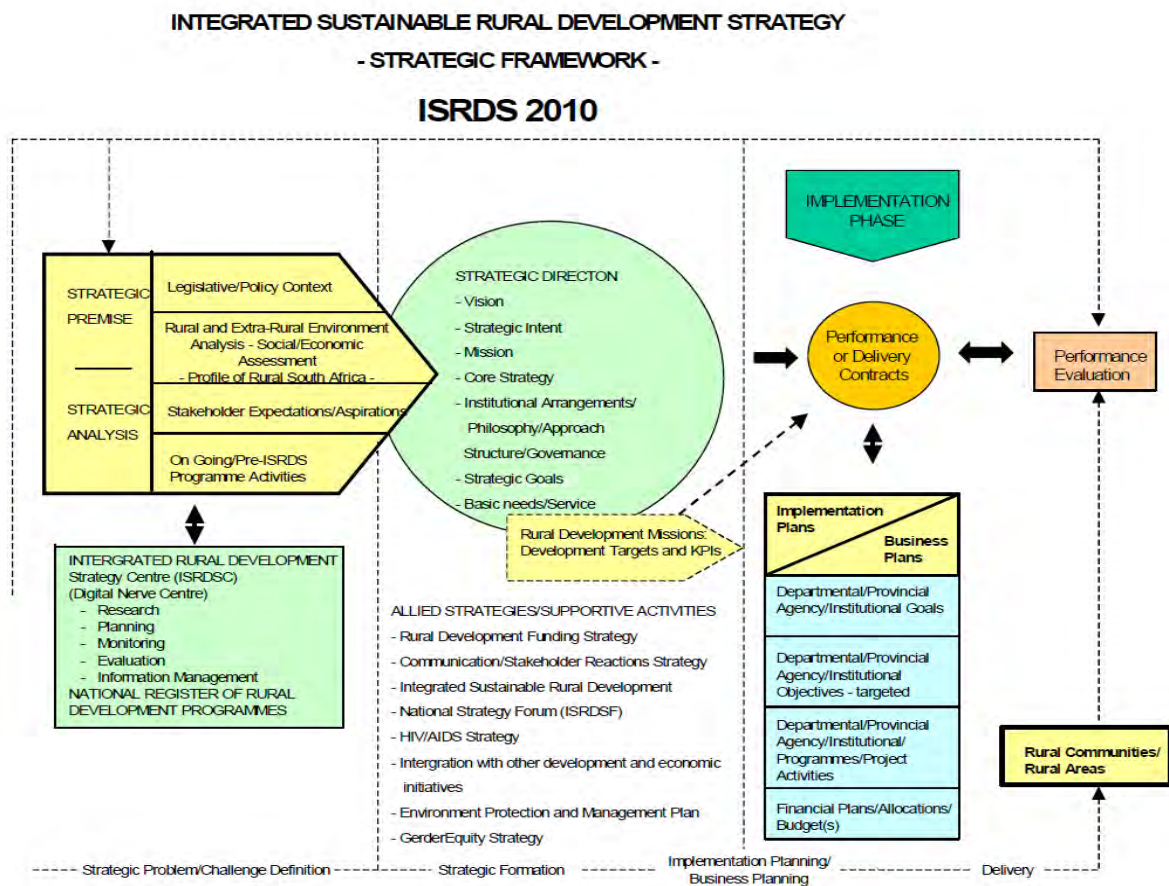 INTEGRATED SUSTAINABLE RURAL DEVELOPMENT STRATEGY
- STRATEGIC FRAMEWORK -
ISRDS 2010
STRATEGIC
PREMISE
STRATEGIC
ANALYSIS
Legislative/Policy Context
Rural and Extra-Rural Environment
Analysis - Social/Economic
Assessment
- Profile of Rural South Africa -
Stakeholder Expectations/Aspirations
On Going/Pre-ISRDS
Programme Activities
INTERGRATED RURAL DEVELOPMENT
Strategy Centre (ISRDSC)
(Digital Nerve Centre)
- Research
- Planning
- Monitoring
- Evaluation
- Information Management
NATIONAL REGISTER OF RURAL
DEVELOPMENT PROGRAMMES
STRATEGIC DIRECTON
- Vision
- Strategic Intent
- Mission
- Core Strategy
- Institutional Arrangements/
Philosophy/Approach
Structure/Governance
- Strategic Goals
- Basic needs/Service
Rural Development Missions:
Development Targets and KPIs
ALLIED STRATEGIES/SUPPORTIVE ACTIVITIES
- Rural Development Funding Strategy
- Communication/Stakeholder Reactions Strategy
- Integrated Sustainable Rural Development
- National Strategy Forum (ISRDSF)
- HIV/AIDS Strategy
- Intergration with other development and economic
initiatives
- Environment Protection and Management Plan
- GerderEquity Strategy
IMPLEMENTATION
PHASE
Performance
or Delivery
Contracts
Performance
Evaluation
Implementation
Plans
Business
Plans
Departmental/Provincial
Agency/Institutional Goals
Departmental/Provincial
Agency/Institutional
Objectives - targeted
Departmental/Provincial
Agency/Institutional/
Programmes/Project
Activities
Financial Plans/Allocations/
Budget(s)
Rural Communities/
Rural Areas
Strategic Problem/Challenge Definition
Strategic Formation
Implementation Planning/
Business Planning
Delivery